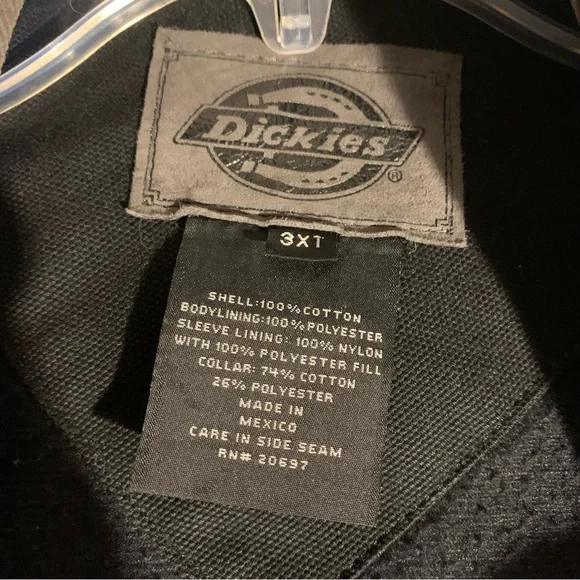 Dickies
®
3XT
SHELL:100% COTTON
BODYLINING:100% POLYESTER
SLEEVE LINING: 100% NYLON
WITH 100% POLYESTER FILL
COLLAR: 74% COTTON
26% POLYESTER
MADE IN
MEXICO
CARE IN SIDE SEAM
RN# 20697